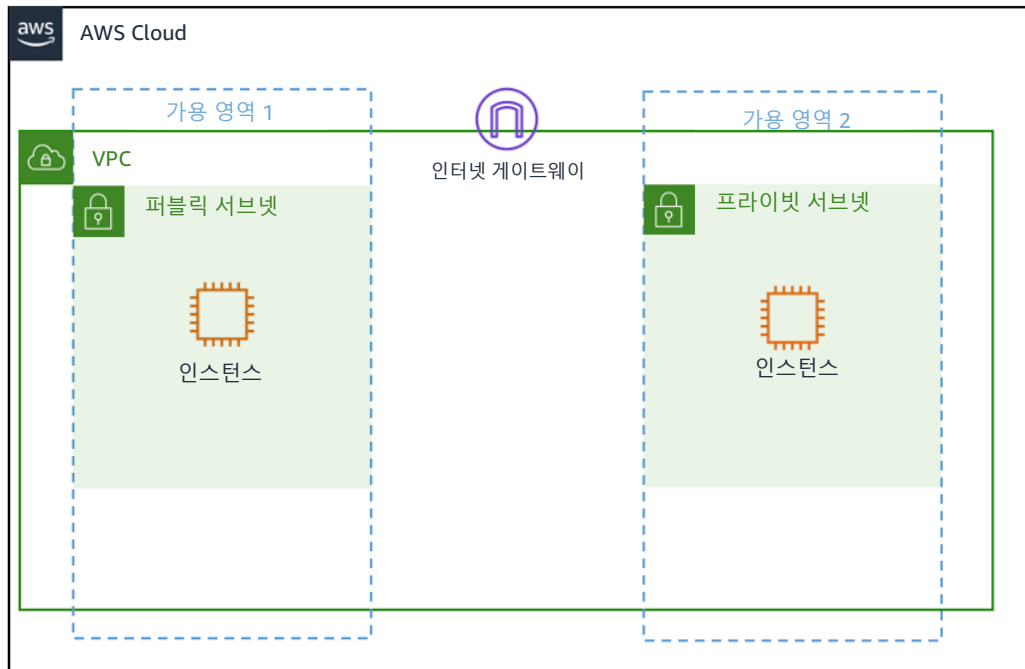 aws
AWS Cloud
가용 영역 1
가용 영역 2
인터넷 게이트웨이
VPC
퍼블릭 서브넷
프라이빗 서브넷
인스턴스
인스턴스